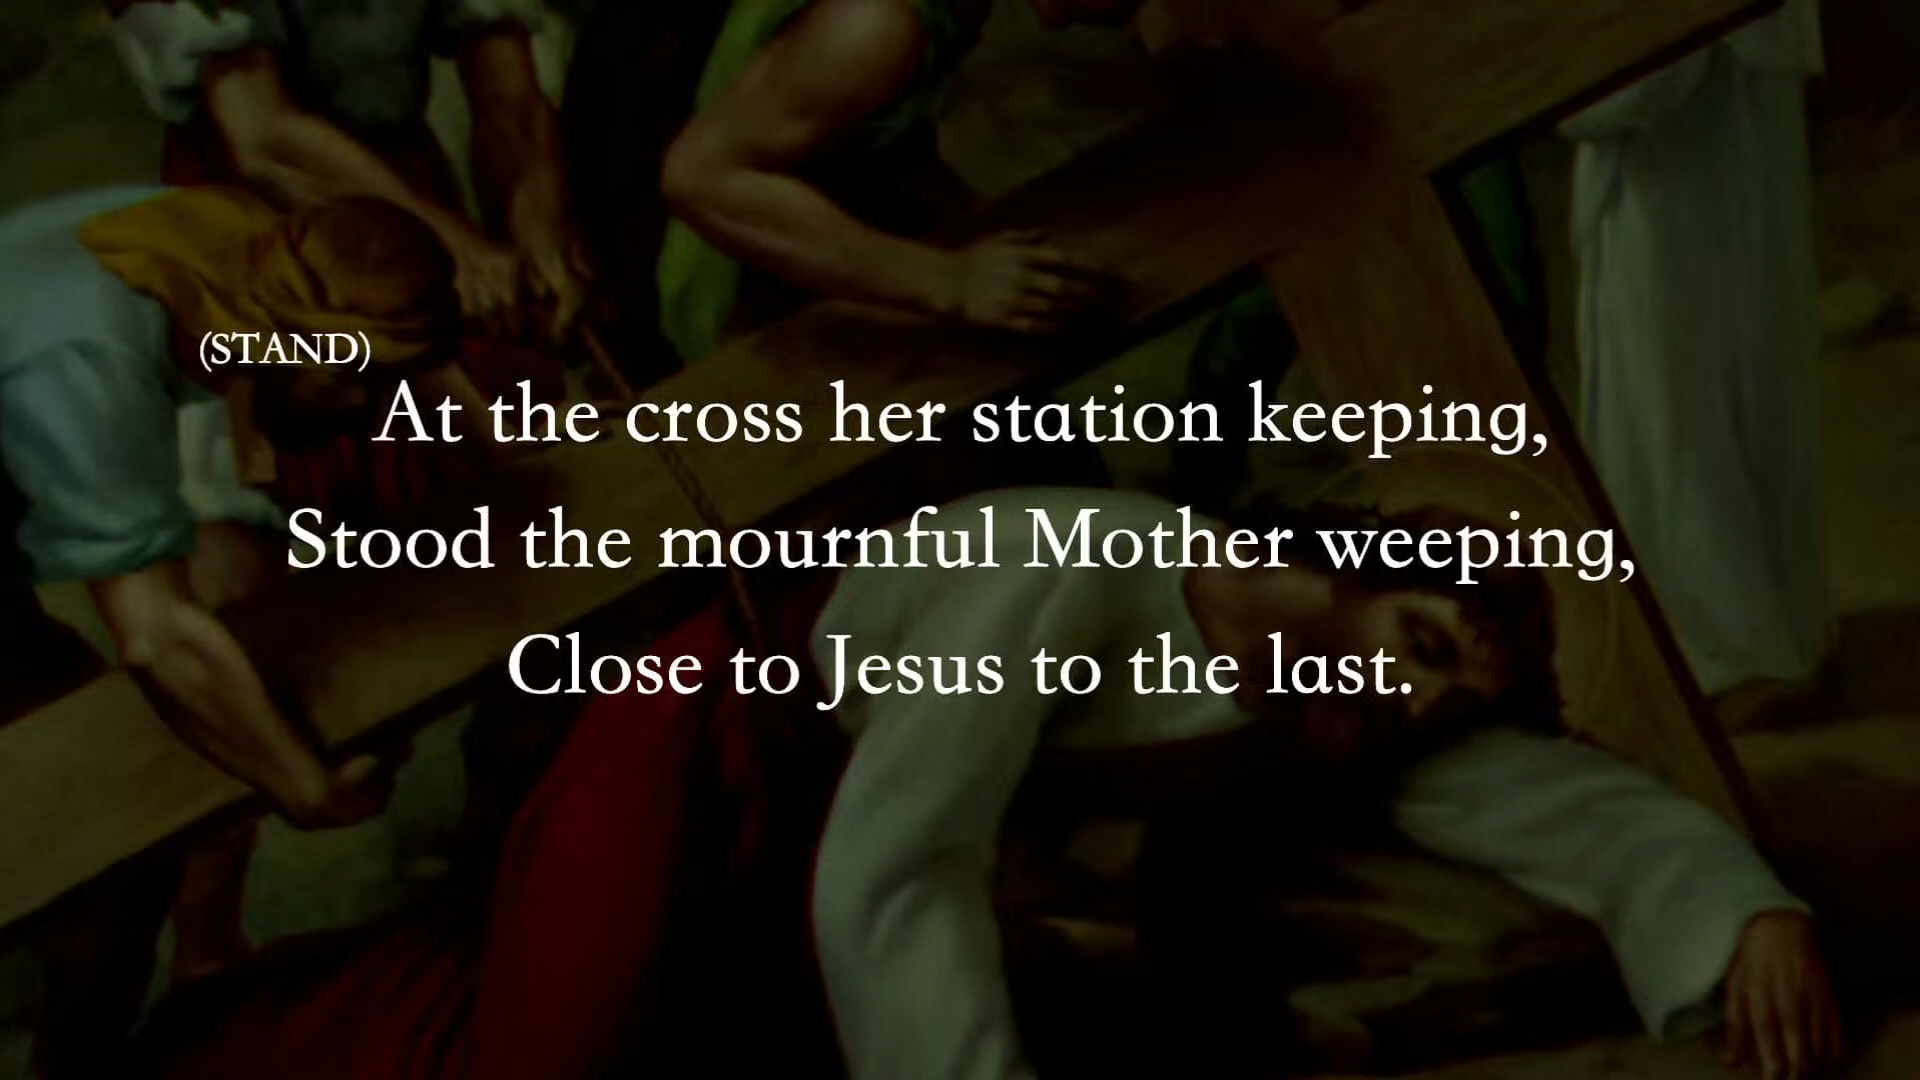 (STAND)
At the cross her station keeping,
Stood the mournful Mother weeping,
Close to Jesus to the last.